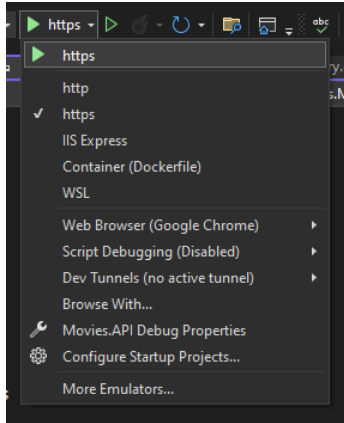 https
abc
https
http
https
IIS Express
Container (Dockerfile)
WSL
Web Browser (Google Chrome)
Script Debugging (Disabled)
Dev Tunnels (no active tunnel)
Browse With...
Movies.API Debug Properties
Configure Startup Projects...
More Emulators...